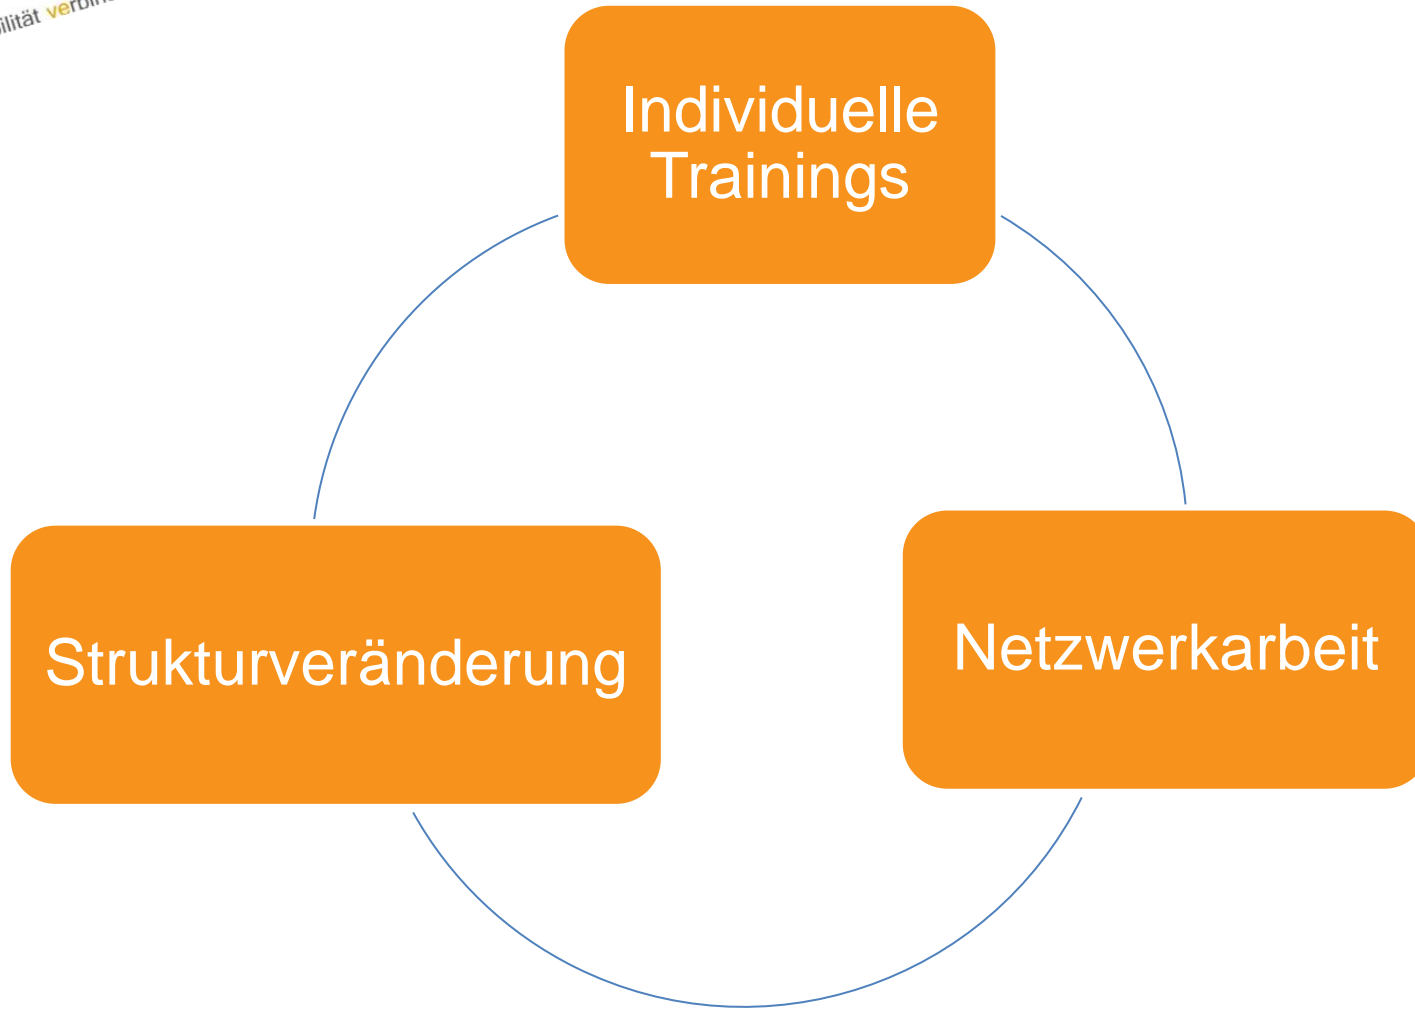 Individuelle
Trainings
Strukturveränderung
Netzwerkarbeit